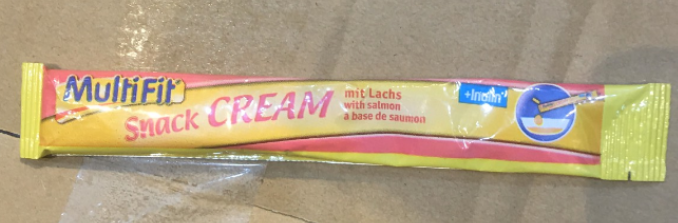 MultiFit
Snack CREAM
mit Lachs
with salmon
a base de saumon
+Inulin